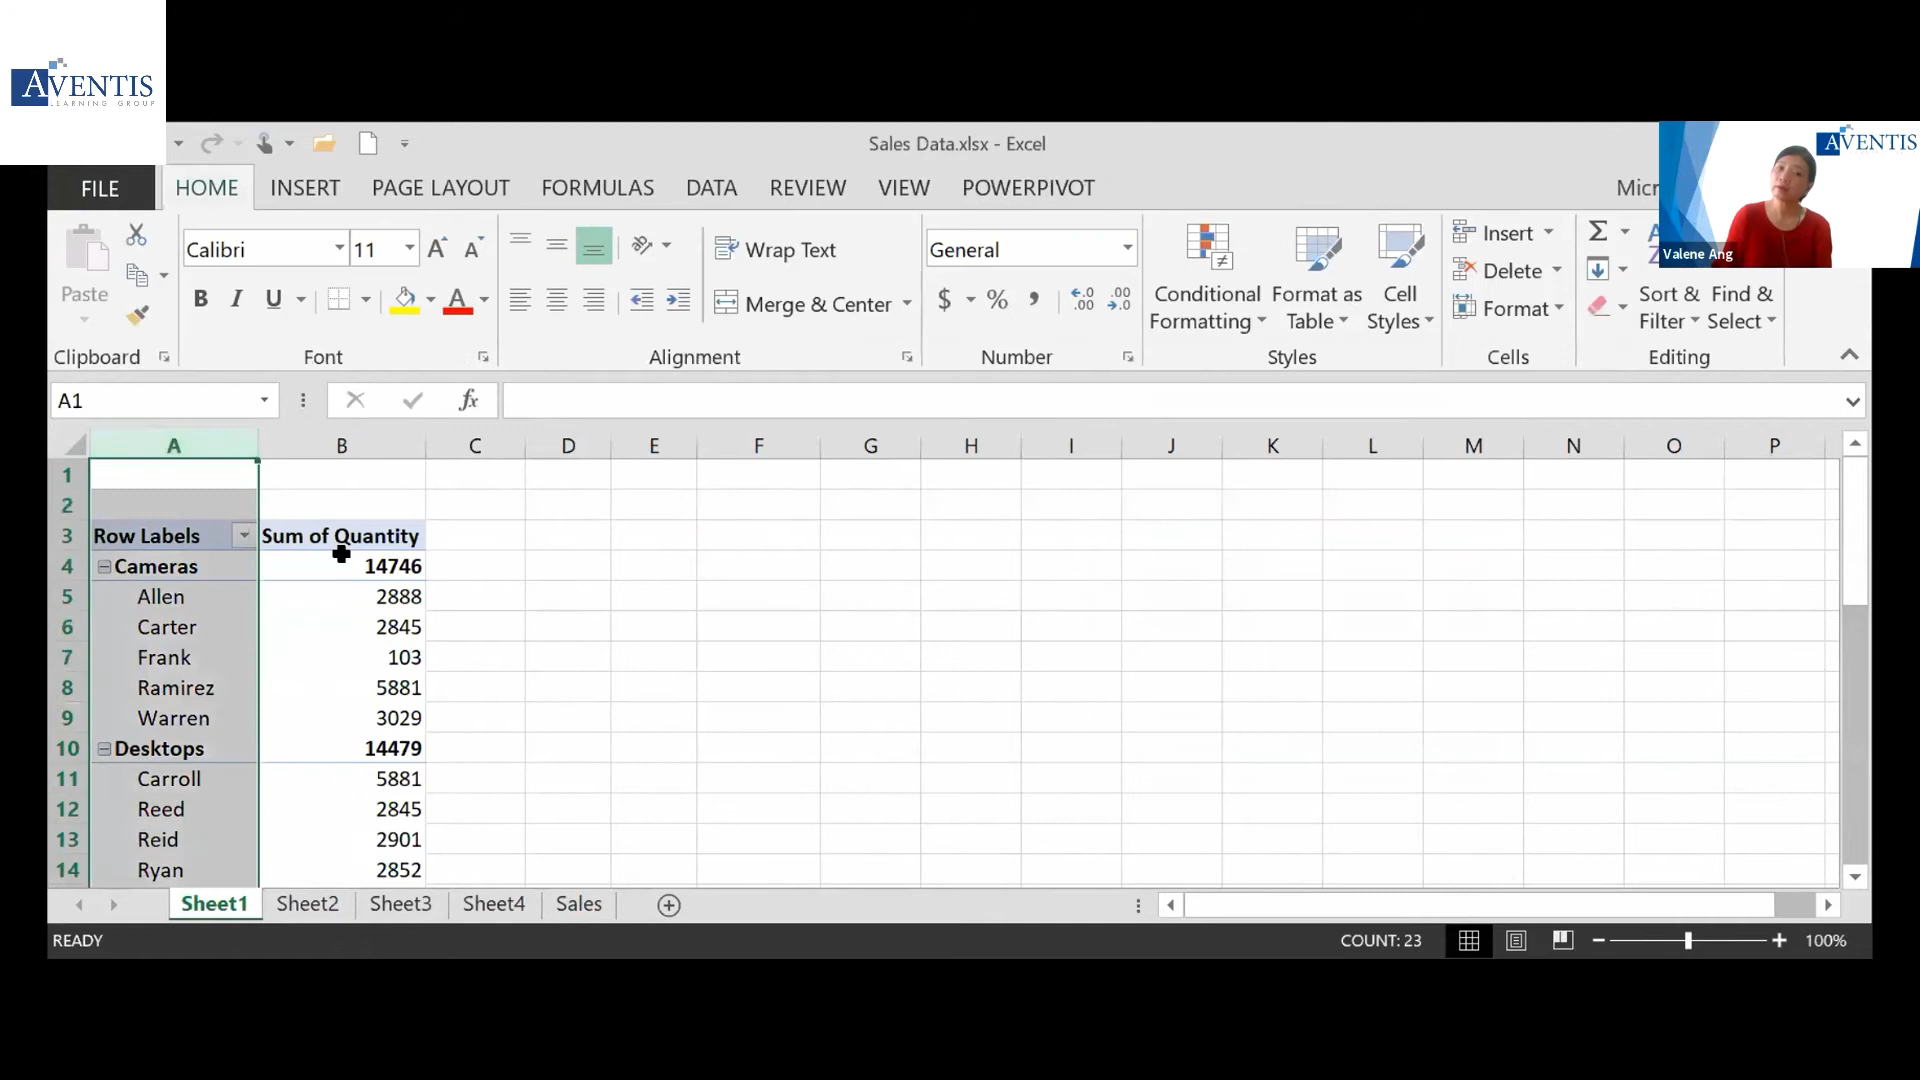 AVENTIS
LEARNING GROUP
Sales Data.xlsx - Excel
AVENTIS
Valene Ang
FILE HOME INSERT PAGE LAYOUT FORMULAS DATA REVIEW VIEW POWERPIVOT Micr
Calibri 11 A A Wrap Text General Insert Σ
Paste B I U A Merge & Center $ % , .0 .00 .00 .0 Conditional Formatting Format as Table Cell Styles Delete Format Sort & Filter Find & Select
Clipboard Font Alignment Number Styles Cells Editing
A1 fx
A B C D E F G H I J K L M N O P
1
2
3 Row Labels Sum of Quantity
4 Cameras 14746
5 Allen 2888
6 Carter 2845
7 Frank 103
8 Ramirez 5881
9 Warren 3029
10 Desktops 14479
11 Carroll 5881
12 Reed 2845
13 Reid 2901
14 Ryan 2852
Sheet1 Sheet2 Sheet3 Sheet4 Sales
READY COUNT: 23 100%